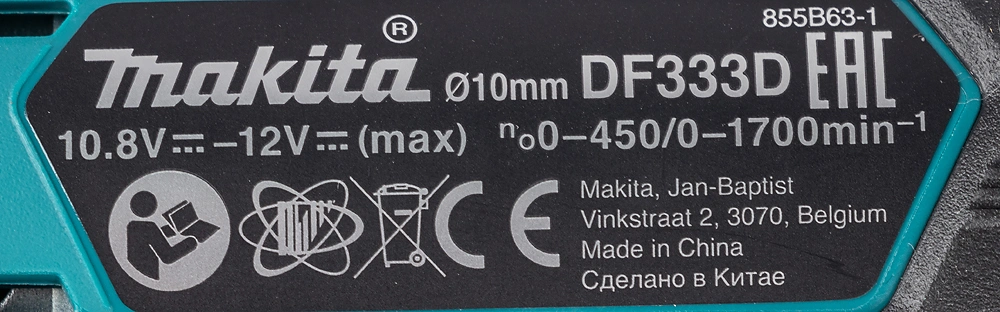 855B63-1
makita® Ø10mm DF333D EAC
10.8V⎓ –12V⎓ (max) n₀0–450/0–1700min⁻¹
CE
Makita, Jan-Baptist
Vinkstraat 2, 3070, Belgium
Made in China
Сделано в Китае